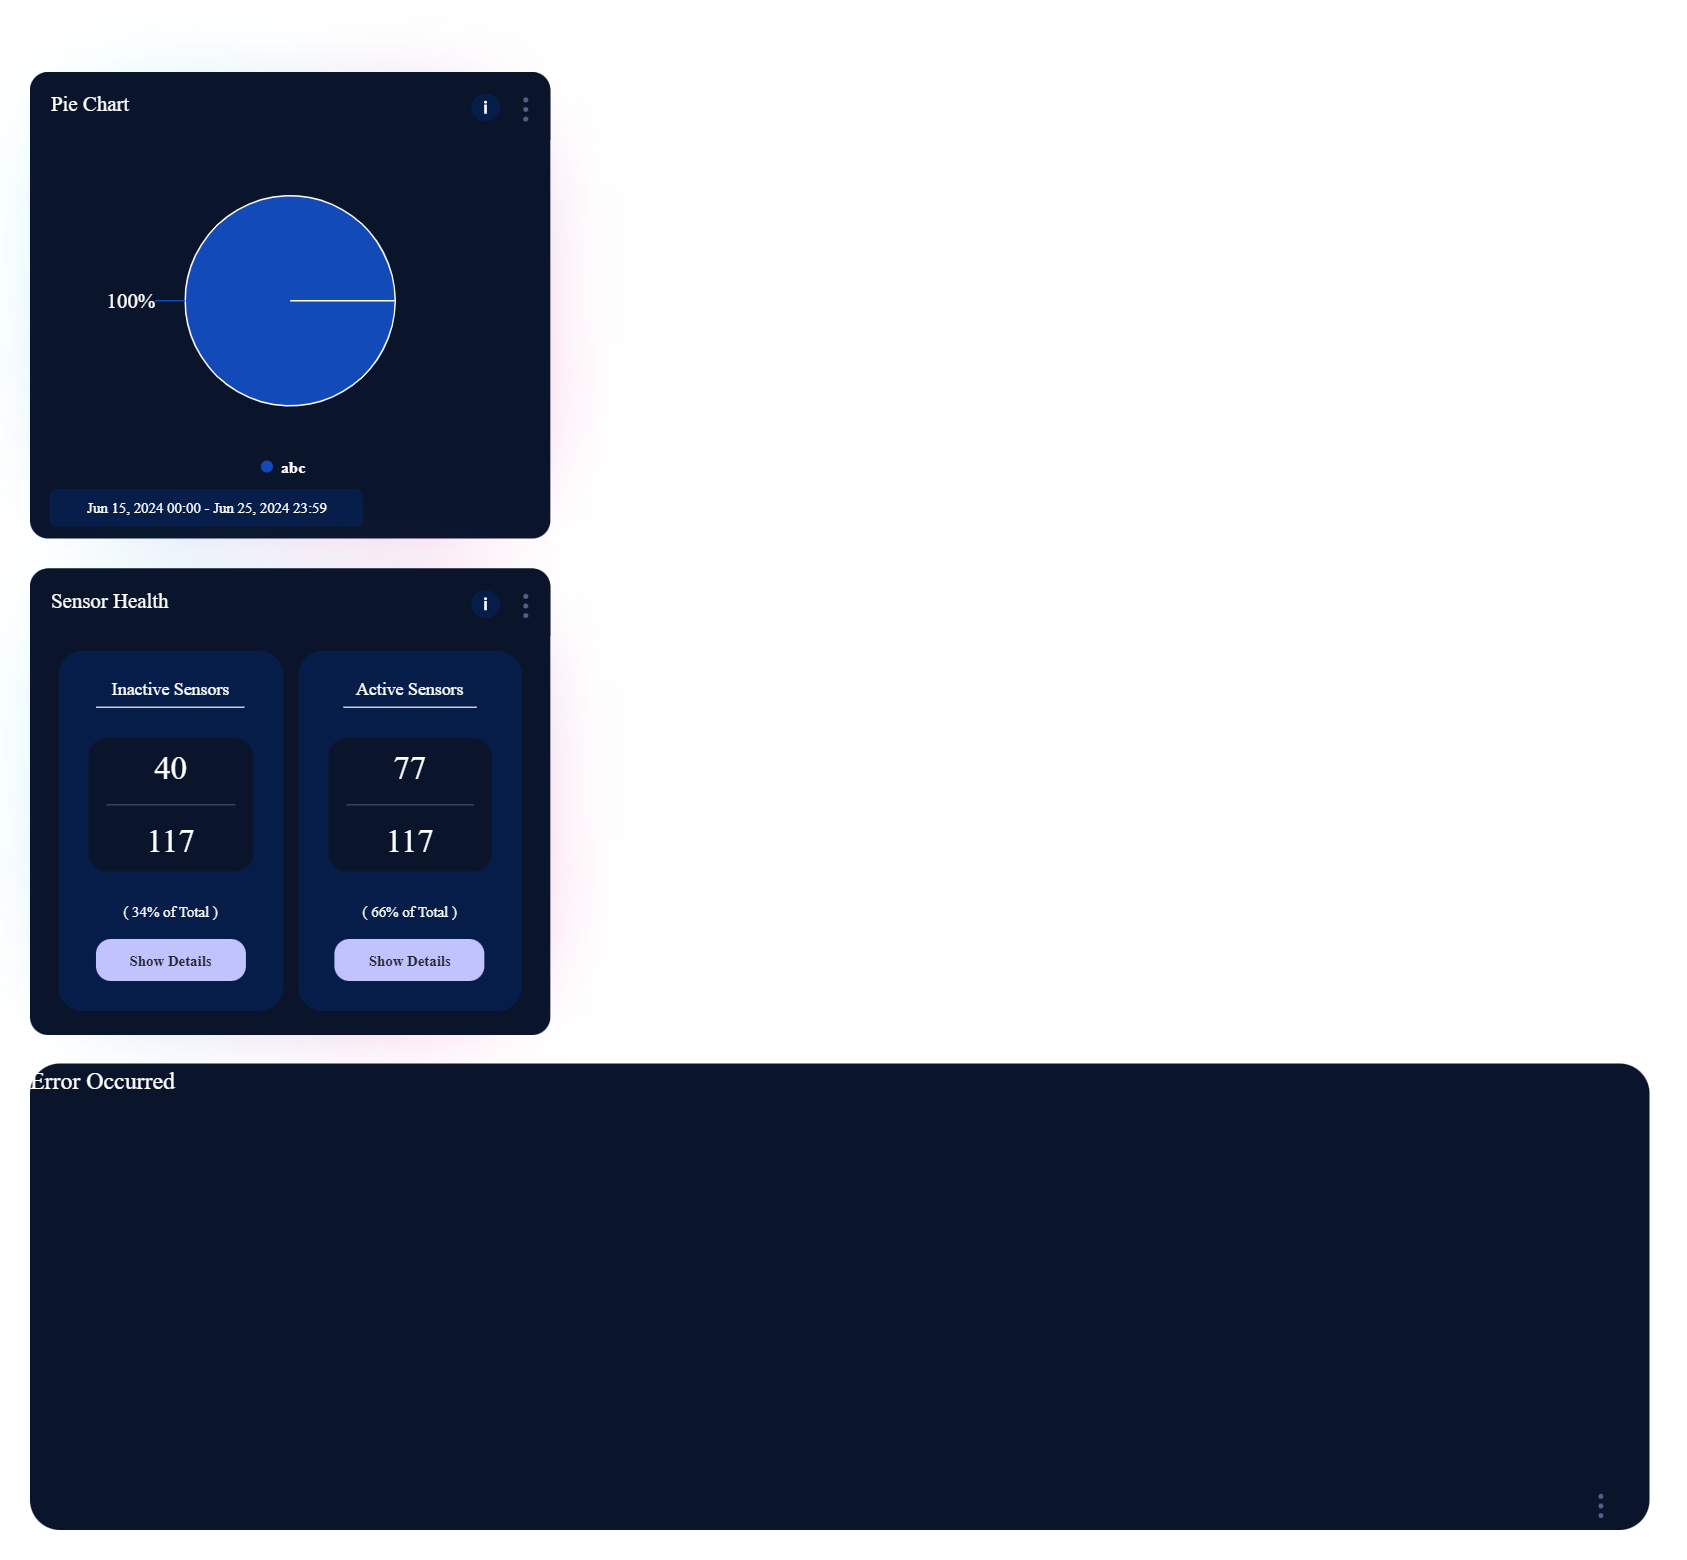 Pie Chart
i
100%
abc
Jun 15, 2024 00:00 - Jun 25, 2024 23:59
Sensor Health
i
Inactive Sensors
40
117
( 34% of Total )
Show Details
Active Sensors
77
117
( 66% of Total )
Show Details
Error Occurred